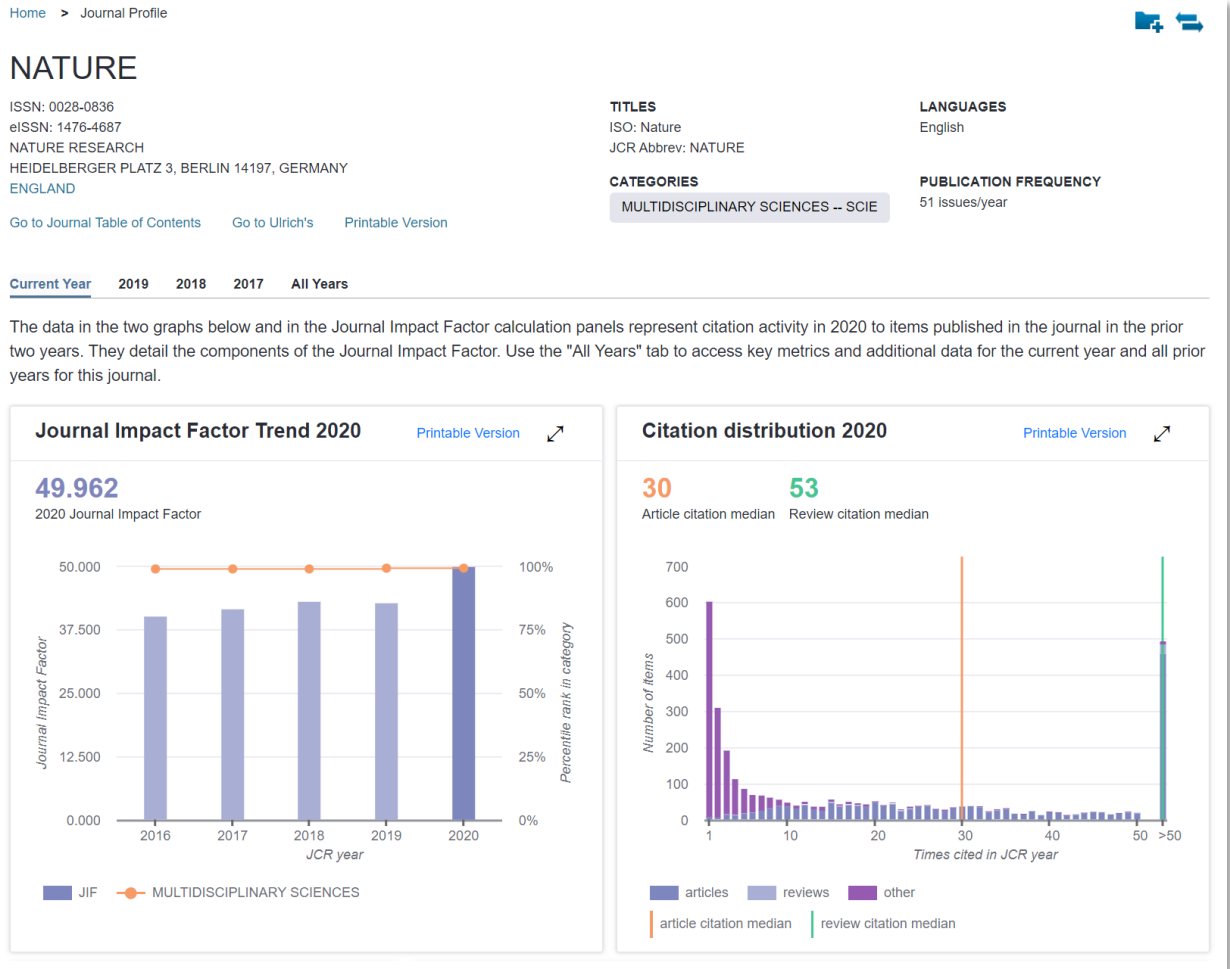 Home > Journal Profile
NATURE
ISSN: 0028-0836
eISSN: 1476-4687
NATURE RESEARCH
HEIDELBERGER PLATZ 3, BERLIN 14197, GERMANY
ENGLAND
Go to Journal Table of Contents Go to Ulrich's Printable Version
TITLES
ISO: Nature
JCR Abbrev: NATURE
CATEGORIES
MULTIDISCIPLINARY SCIENCES -- SCIE
LANGUAGES
English
PUBLICATION FREQUENCY
51 issues/year
Current Year 2019 2018 2017 All Years
The data in the two graphs below and in the Journal Impact Factor calculation panels represent citation activity in 2020 to items published in the journal in the prior
two years. They detail the components of the Journal Impact Factor. Use the "All Years" tab to access key metrics and additional data for the current year and all prior
years for this journal.
Journal Impact Factor Trend 2020 Printable Version
49.962
2020 Journal Impact Factor
50.000 100%
37.500 75%
25.000 50%
12.500 25%
0.000 0%
Journal Impact Factor
Percentile rank in category
2016 2017 2018 2019 2020
JCR year
JIF MULTIDISCIPLINARY SCIENCES
Citation distribution 2020 Printable Version
30 53
Article citation median Review citation median
700
600
500
400
300
200
100
0
Number of items
1 10 20 30 40 50 >50
Times cited in JCR year
articles reviews other
article citation median review citation median